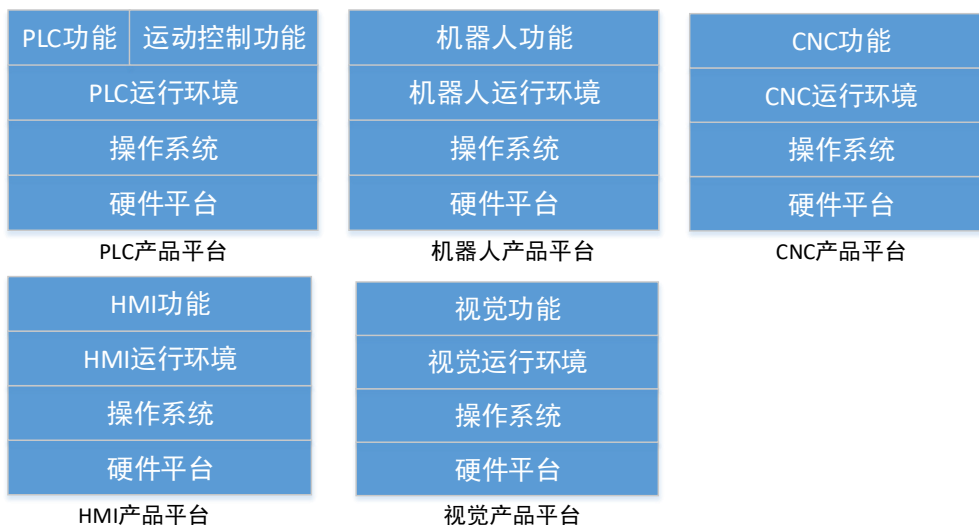 PLC功能 运动控制功能
PLC运行环境
操作系统
硬件平台
PLC产品平台
机器人功能
机器人运行环境
操作系统
硬件平台
机器人产品平台
CNC功能
CNC运行环境
操作系统
硬件平台
CNC产品平台
HMI功能
HMI运行环境
操作系统
硬件平台
HMI产品平台
视觉功能
视觉运行环境
操作系统
硬件平台
视觉产品平台